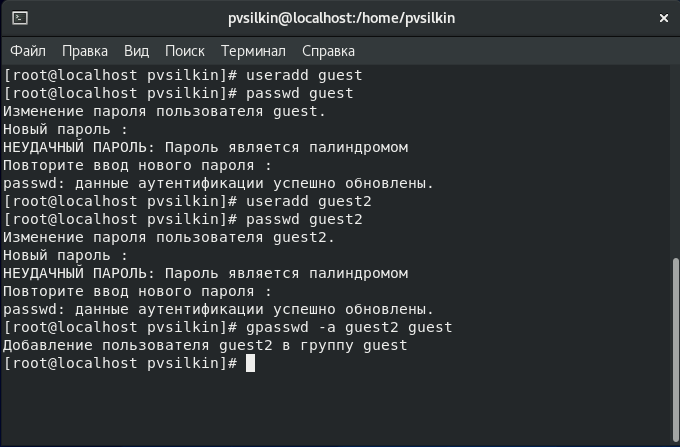 pvsilkin@localhost:/home/pvsilkin
Файл Правка Вид Поиск Терминал Справка
[root@localhost pvsilkin]# useradd guest
[root@localhost pvsilkin]# passwd guest
Изменение пароля пользователя guest.
Новый пароль :
НЕУДАЧНЫЙ ПАРОЛЬ: Пароль является палиндромом
Повторите ввод нового пароля :
passwd: данные аутентификации успешно обновлены.
[root@localhost pvsilkin]# useradd guest2
[root@localhost pvsilkin]# passwd guest2
Изменение пароля пользователя guest2.
Новый пароль :
НЕУДАЧНЫЙ ПАРОЛЬ: Пароль является палиндромом
Повторите ввод нового пароля :
passwd: данные аутентификации успешно обновлены.
[root@localhost pvsilkin]# gpasswd -a guest2 guest
Добавление пользователя guest2 в группу guest
[root@localhost pvsilkin]#